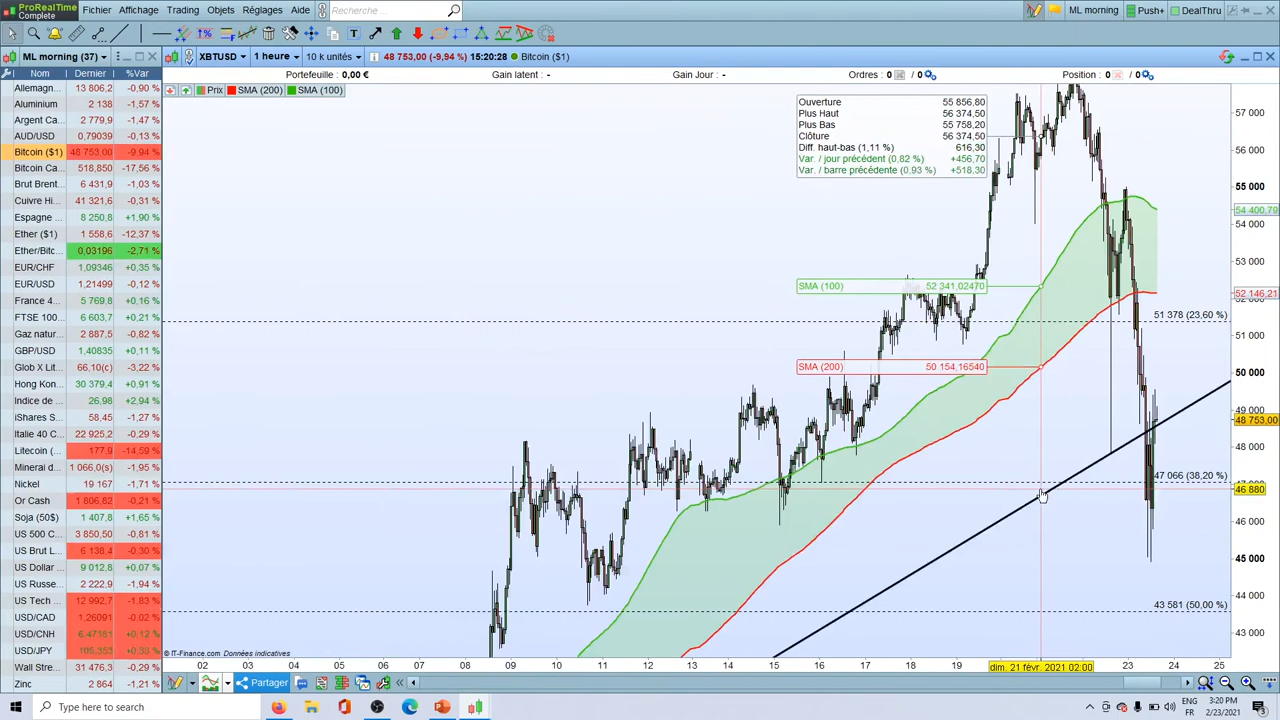 ProRealTime
Complete
Fichier Affichage Trading Objets Réglages Aide
Recherche ...
ML morning
Push+
DealThru
T
ML morning (37)
XBTUSD
1 heure
10 k unités
48 753,00 (-9,94 %) 15:20:28
Bitcoin ($1)
Nom Dernier %Var
Portefeuille: 0,00 €
Gain latent: -
Gain Jour: -
Ordres: 0 / 0
Position: 0 / 0
Prix SMA (200) SMA (100)
Allemagn... 13 806,2 -0,90 %
Aluminium 2 138 -1,57 %
Argent Ca... 2 779,9 -1,47 %
AUD/USD 0,79039 -0,13 %
Bitcoin ($1) 48 753,00 -9,94 %
Bitcoin Ca... 518,850 -17,56 %
Brut Brent... 6 431,9 -1,03 %
Cuivre Hi... 41 321,6 -0,31 %
Espagne ... 8 250,8 +1,90 %
Ether ($1) 1 558,6 -12,37 %
Ether/Bitc... 0,03196 -2,71 %
EUR/CHF 1,09346 +0,35 %
EUR/USD 1,21499 -0,12 %
France 4... 5 769,8 +0,16 %
FTSE 100... 6 603,7 +0,21 %
Gaz natur... 2 887,5 -0,82 %
GBP/USD 1,40835 +0,11 %
Glob X Lit... 66,10(c) -3,22 %
Hong Kon... 30 379,4 +0,91 %
Indice de ... 26,98 +2,94 %
iShares S... 58,45 -1,27 %
Italie 40 C... 22 925,2 -0,29 %
Litecoin (... 177,9 -14,59 %
Minerai d... 1 066,0(s) -1,95 %
Nickel 19 167 -1,71 %
Or Cash 1 806,82 -0,21 %
Soja (50$) 1 407,8 +1,65 %
US 500 C... 3 850,50 -0,81 %
US Brut L... 6 138,4 -0,30 %
US Dollar ... 9 012,8 +0,07 %
US Russe... 2 222,9 -1,94 %
US Tech ... 12 992,7 -1,83 %
USD/CAD 1,26091 -0,02 %
USD/CNH 6,47181 +0,12 %
USD/JPY 105,353 +0,38 %
Wall Stre... 31 476,3 -0,29 %
Zinc 2 864 -1,21 %
Ouverture 55 856,80
Plus Haut 56 374,50
Plus Bas 55 758,20
Clôture 56 374,50
Diff. haut-bas (1,11 %) 616,30
Var. / jour précédent (0,82 %) +456,70
Var. / barre précédente (0,93 %) +518,30
SMA (100) 52 341,02470
SMA (200) 50 154,16540
51 378 (23,60 %)
47 066 (38,20 %)
43 581 (50,00 %)
57 000
56 000
55 000
54 400,79
54 000
53 000
52 146,21
51 000
50 000
49 000
48 753,00
48 000
46 880
46 000
45 000
44 000
43 000
© IT-Finance.com Données indicatives
02 03 04 05 06 07 08 09 10 11 12 13 14 15 16 17 18 19 dim. 21 févr. 2021 02:00 23 24 25
Partager
Type here to search
ENG
FR
3:20 PM
2/23/2021
3